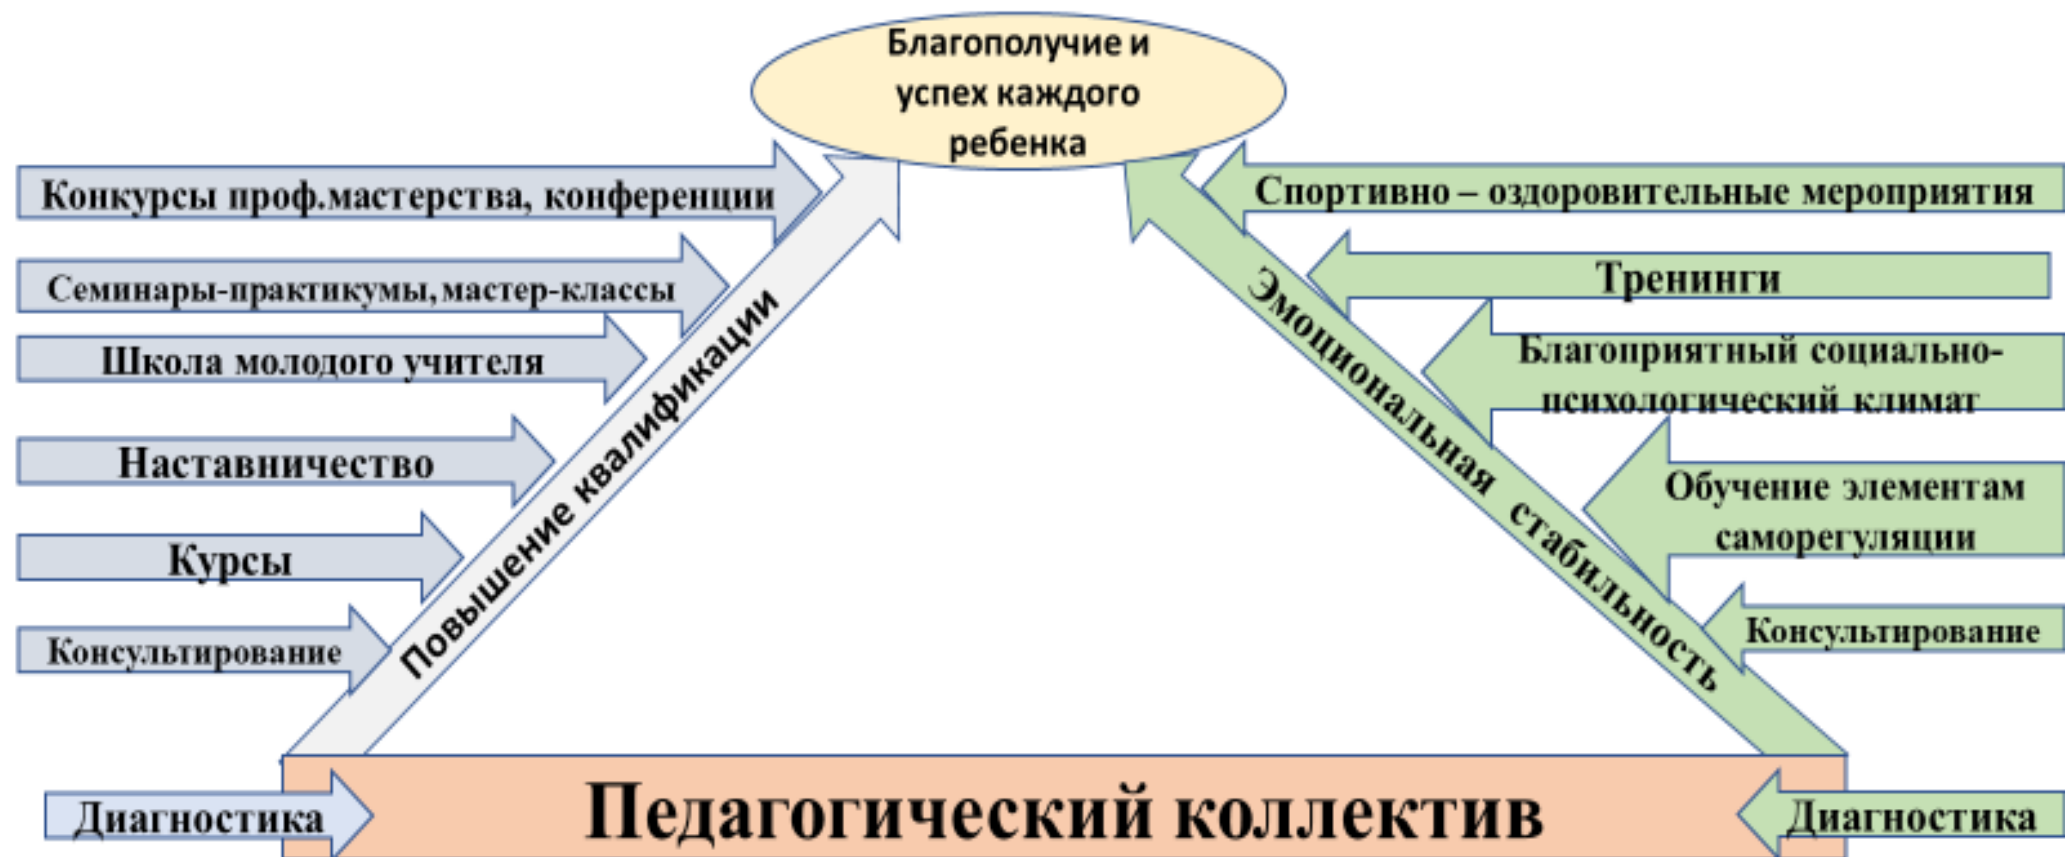 Благополучие и
успех каждого
ребенка
Конкурсы проф.мастерства, конференции
Семинары-практикумы, мастер-классы
Школа молодого учителя
Наставничество
Курсы
Консультирование
Диагностика
Повышение квалификации
Эмоциональная стабильность
Спортивно – оздоровительные мероприятия
Тренинги
Благоприятный социально-
психологический климат
Обучение элементам
саморегуляции
Консультирование
Диагностика
Педагогический коллектив